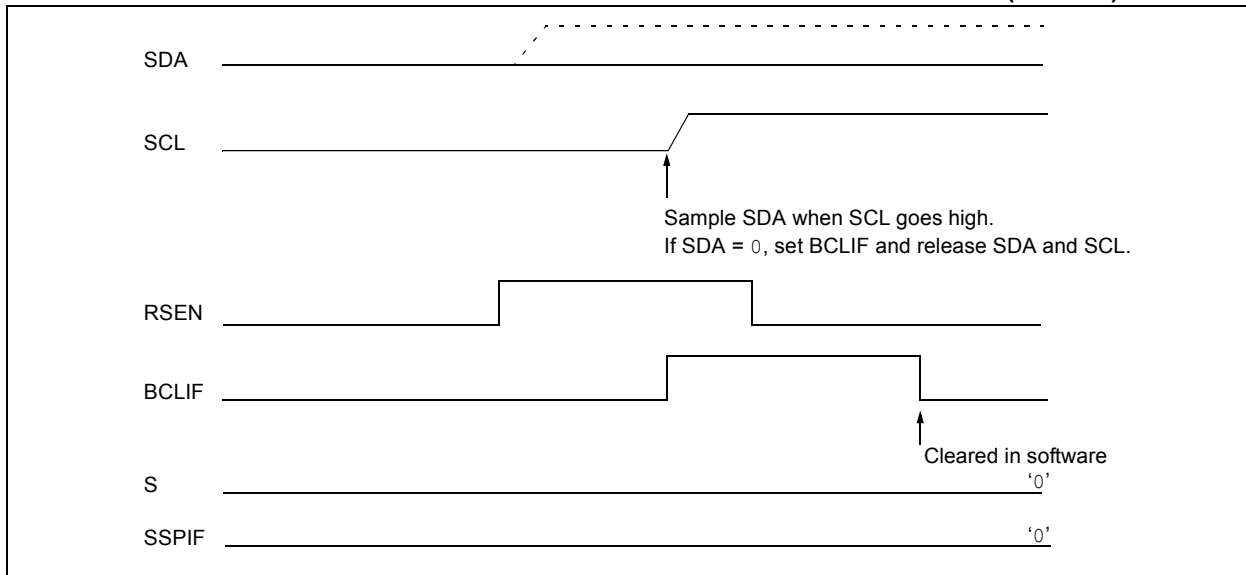 SDA
SCL
Sample SDA when SCL goes high.
If SDA = 0, set BCLIF and release SDA and SCL.
RSEN
BCLIF
Cleared in software
S
‘0’
SSPIF
‘0’